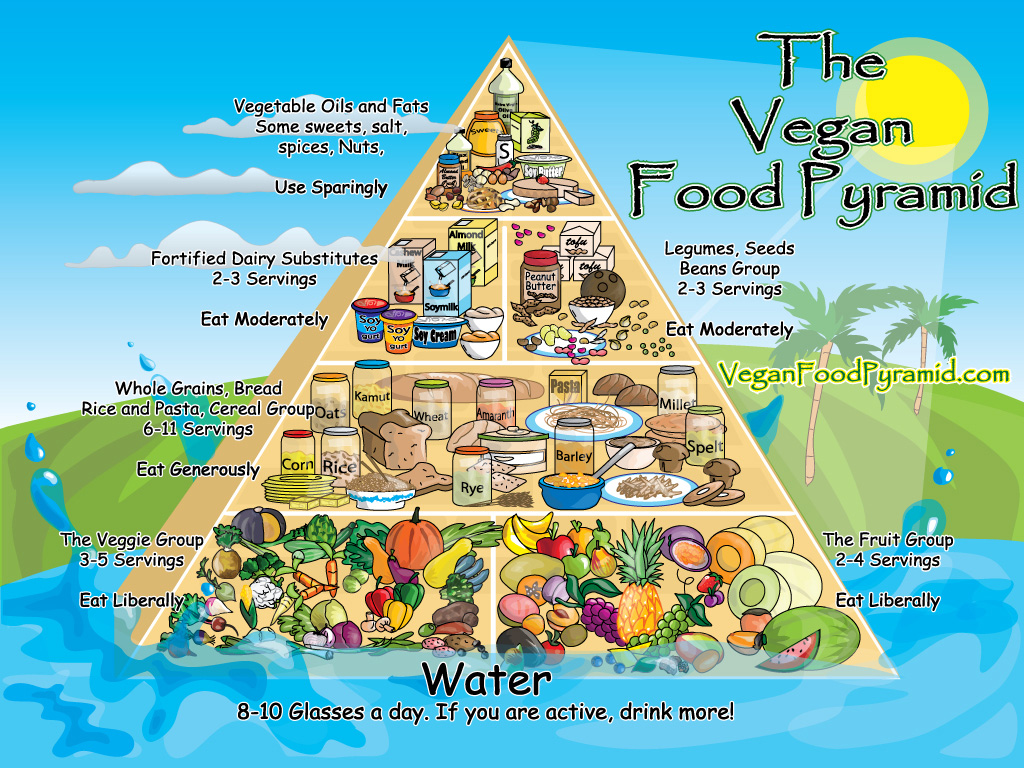 The
Vegan
Food Pyramid
Vegetable Oils and Fats
Some sweets, salt,
spices, Nuts,
Use Sparingly
Olive
Oil
Sweet
S
Almond
Butter
Soy Butter
Fortified Dairy Substitutes
2-3 Servings
Eat Moderately
Almond
Milk
Soymilk
Soy
Yo
gurt
Soy
Yo
gurt
Soy Cream
tofu
tofu
Peanut
Butter
Legumes, Seeds
Beans Group
2-3 Servings
Eat Moderately
VeganFoodPyramid.com
Whole Grains, Bread
Rice and Pasta, Cereal Group
6-11 Servings
Eat Generously
Oats
Kamut
Wheat
Amaranth
Pasta
Millet
Corn
Rice
Rye
Barley
Spelt
The Veggie Group
3-5 Servings
Eat Liberally
The Fruit Group
2-4 Servings
Eat Liberally
Water
8-10 Glasses a day. If you are active, drink more!